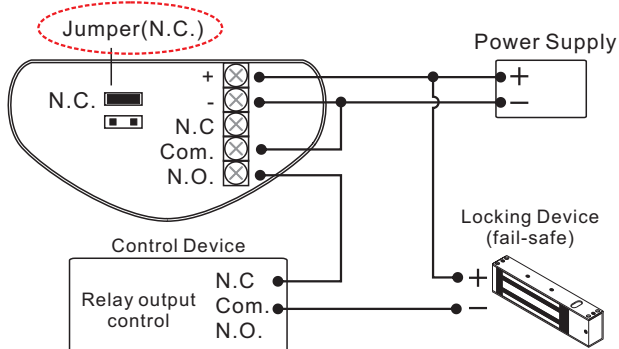 Jumper(N.C.)
Power Supply
+
-
N.C.
+
-
N.C
Com.
N.O.
Locking Device
(fail-safe)
+
-
Control Device
Relay output
control
N.C
Com.
N.O.